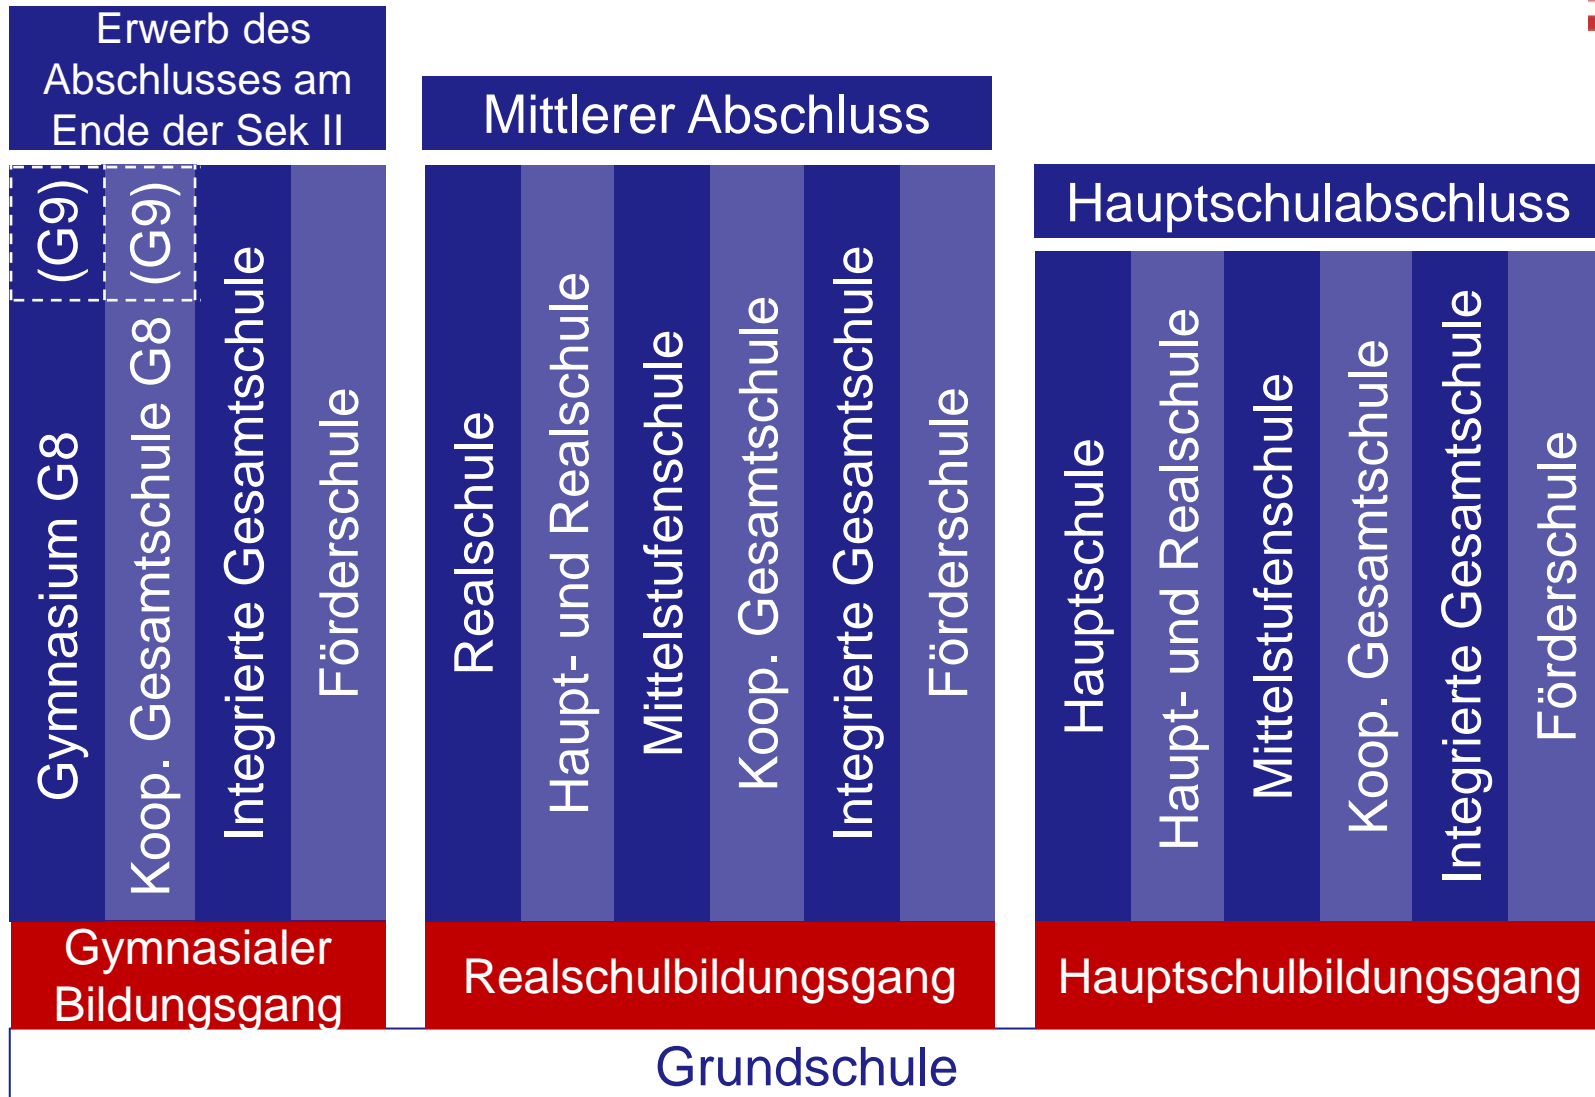 Erwerb des
Abschlusses am
Ende der Sek II
Mittlerer Abschluss
Hauptschulabschluss
Gymnasium G8 (G9)
Koop. Gesamtschule G8 (G9)
Integrierte Gesamtschule
Förderschule
Realschule
Haupt- und Realschule
Mittelstufenschule
Koop. Gesamtschule
Integrierte Gesamtschule
Förderschule
Hauptschule
Haupt- und Realschule
Mittelstufenschule
Koop. Gesamtschule
Integrierte Gesamtschule
Förderschule
Gymnasialer
Bildungsgang
Realschulbildungsgang
Hauptschulbildungsgang
Grundschule